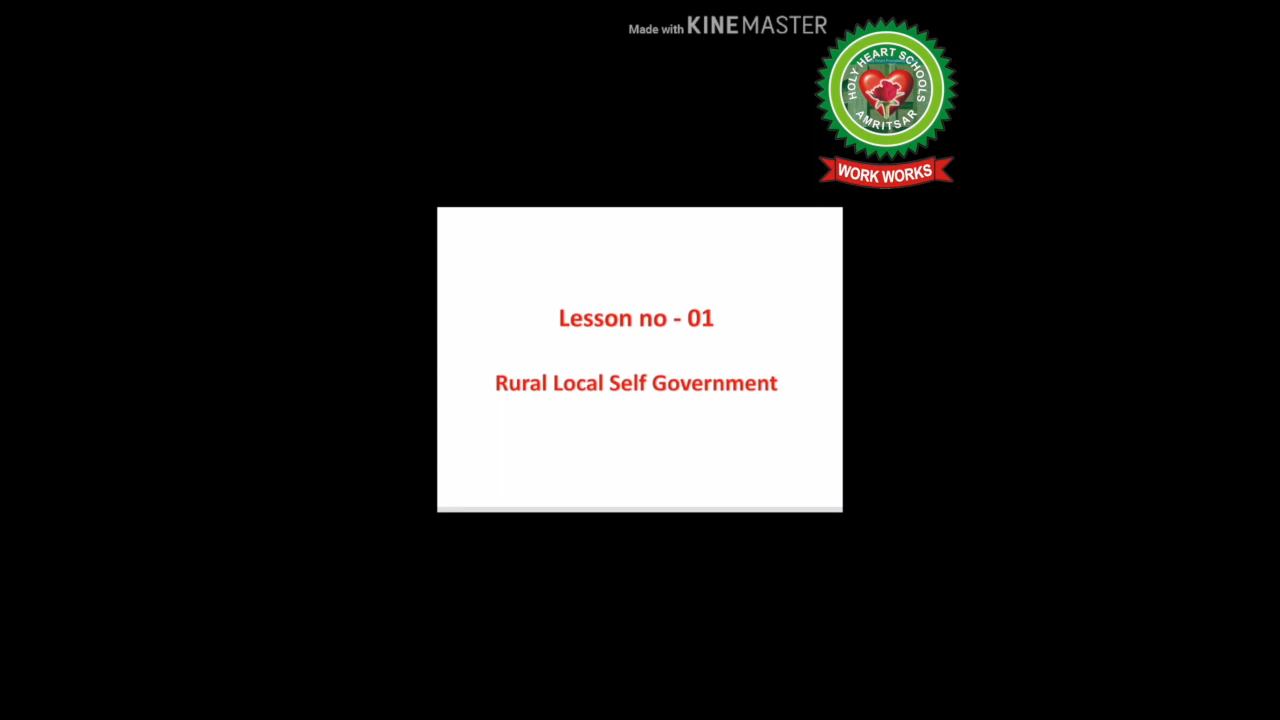 Made with KINEMASTER
HOLY HEART SCHOOLS
AMRITSAR
WORK WORKS
Lesson no - 01
Rural Local Self Government